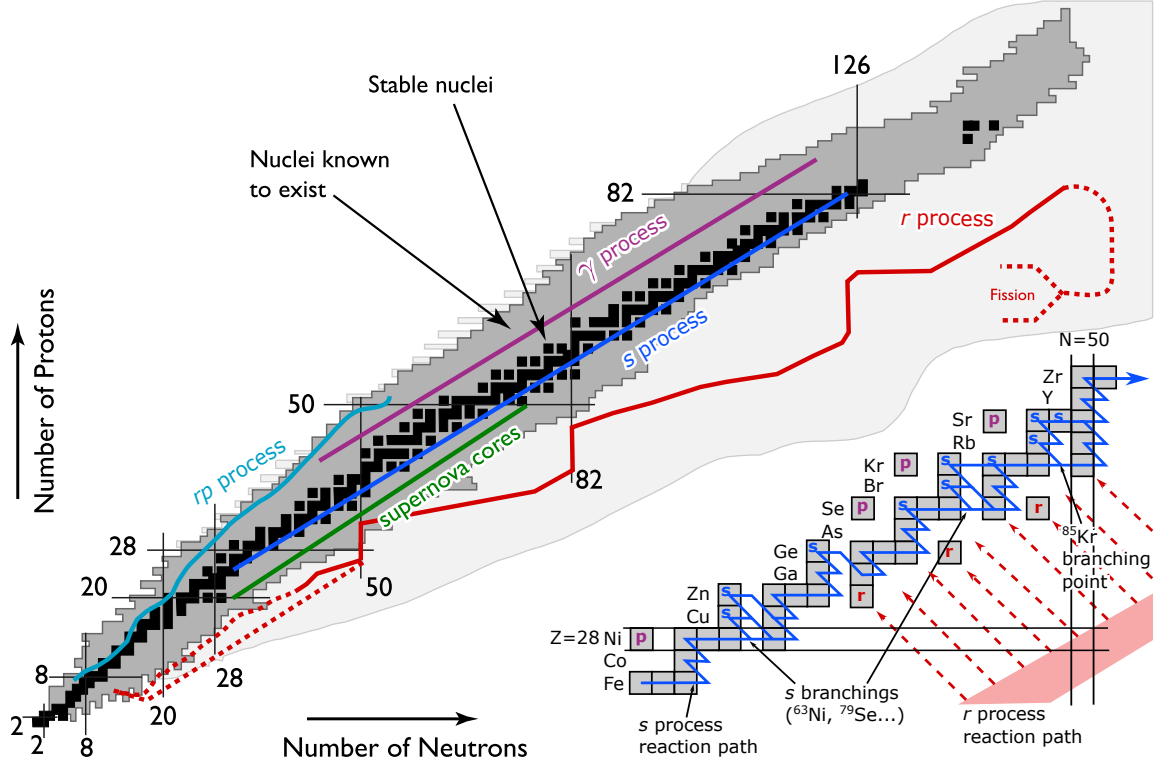 126
Stable nuclei
Nuclei known
to exist
82
γ process
r process
Fission
s process
N=50
Zr
Y
Sr
p
s
s
50
Rb
s
rp process
supernova cores
Kr
p
s
s
Br
s
82
Se
p
s
r
As
85Kr
branching
point
28
Ge
s
r
Ga
20
50
Zn
s
r
Cu
s
Z=28 Ni
p
Co
8
28
Fe
20
s branchings
(63Ni, 79Se...)
2
2
8
s process
reaction path
r process
reaction path
Number of Neutrons
Number of Protons